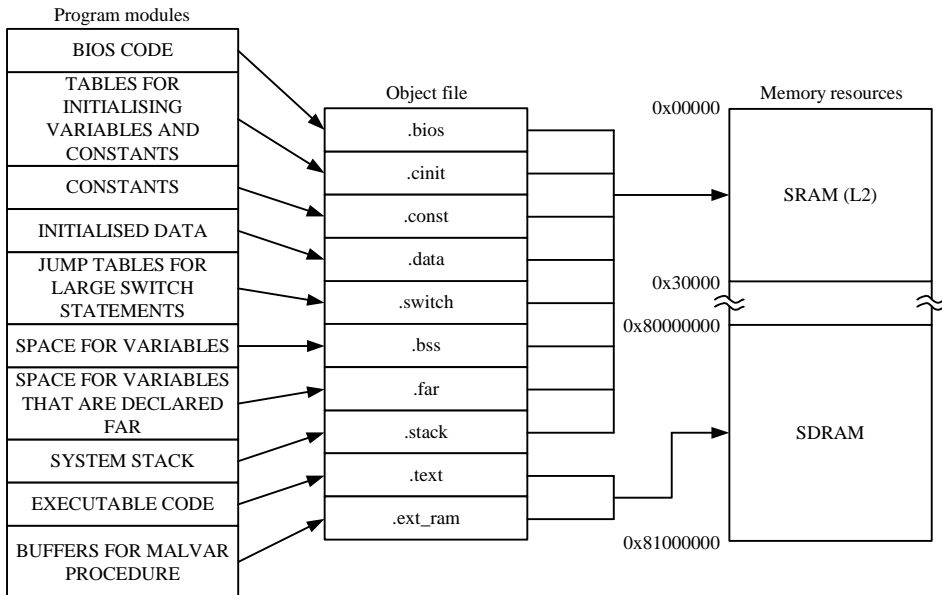 Program modules
BIOS CODE
TABLES FOR
INITIALISING
VARIABLES AND
CONSTANTS
CONSTANTS
INITIALISED DATA
JUMP TABLES FOR
LARGE SWITCH
STATEMENTS
SPACE FOR VARIABLES
SPACE FOR VARIABLES
THAT ARE DECLARED
FAR
SYSTEM STACK
EXECUTABLE CODE
BUFFERS FOR MALVAR
PROCEDURE
Object file
.bios
.cinit
.const
.data
.switch
.bss
.far
.stack
.text
.ext_ram
Memory resources
0x00000
SRAM (L2)
0x30000
0x80000000
SDRAM
0x81000000